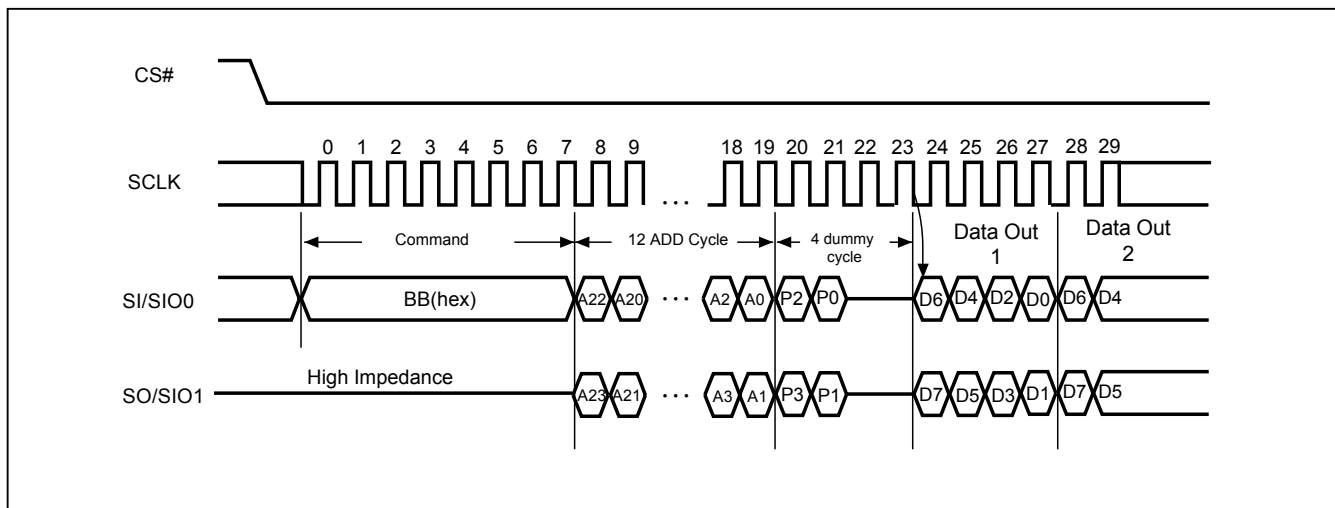 CS#
0 1 2 3 4 5 6 7 8 9 18 19 20 21 22 23 24 25 26 27 28 29
SCLK
...
Command
12 ADD Cycle
4 dummy
cycle
Data Out
1
Data Out
2
SI/SIO0
BB(hex)
A22 A20 ... A2 A0 P2 P0 D6 D4 D2 D0 D6 D4
High Impedance
SO/SIO1
A23 A21 ... A3 A1 P3 P1 D7 D5 D3 D1 D7 D5